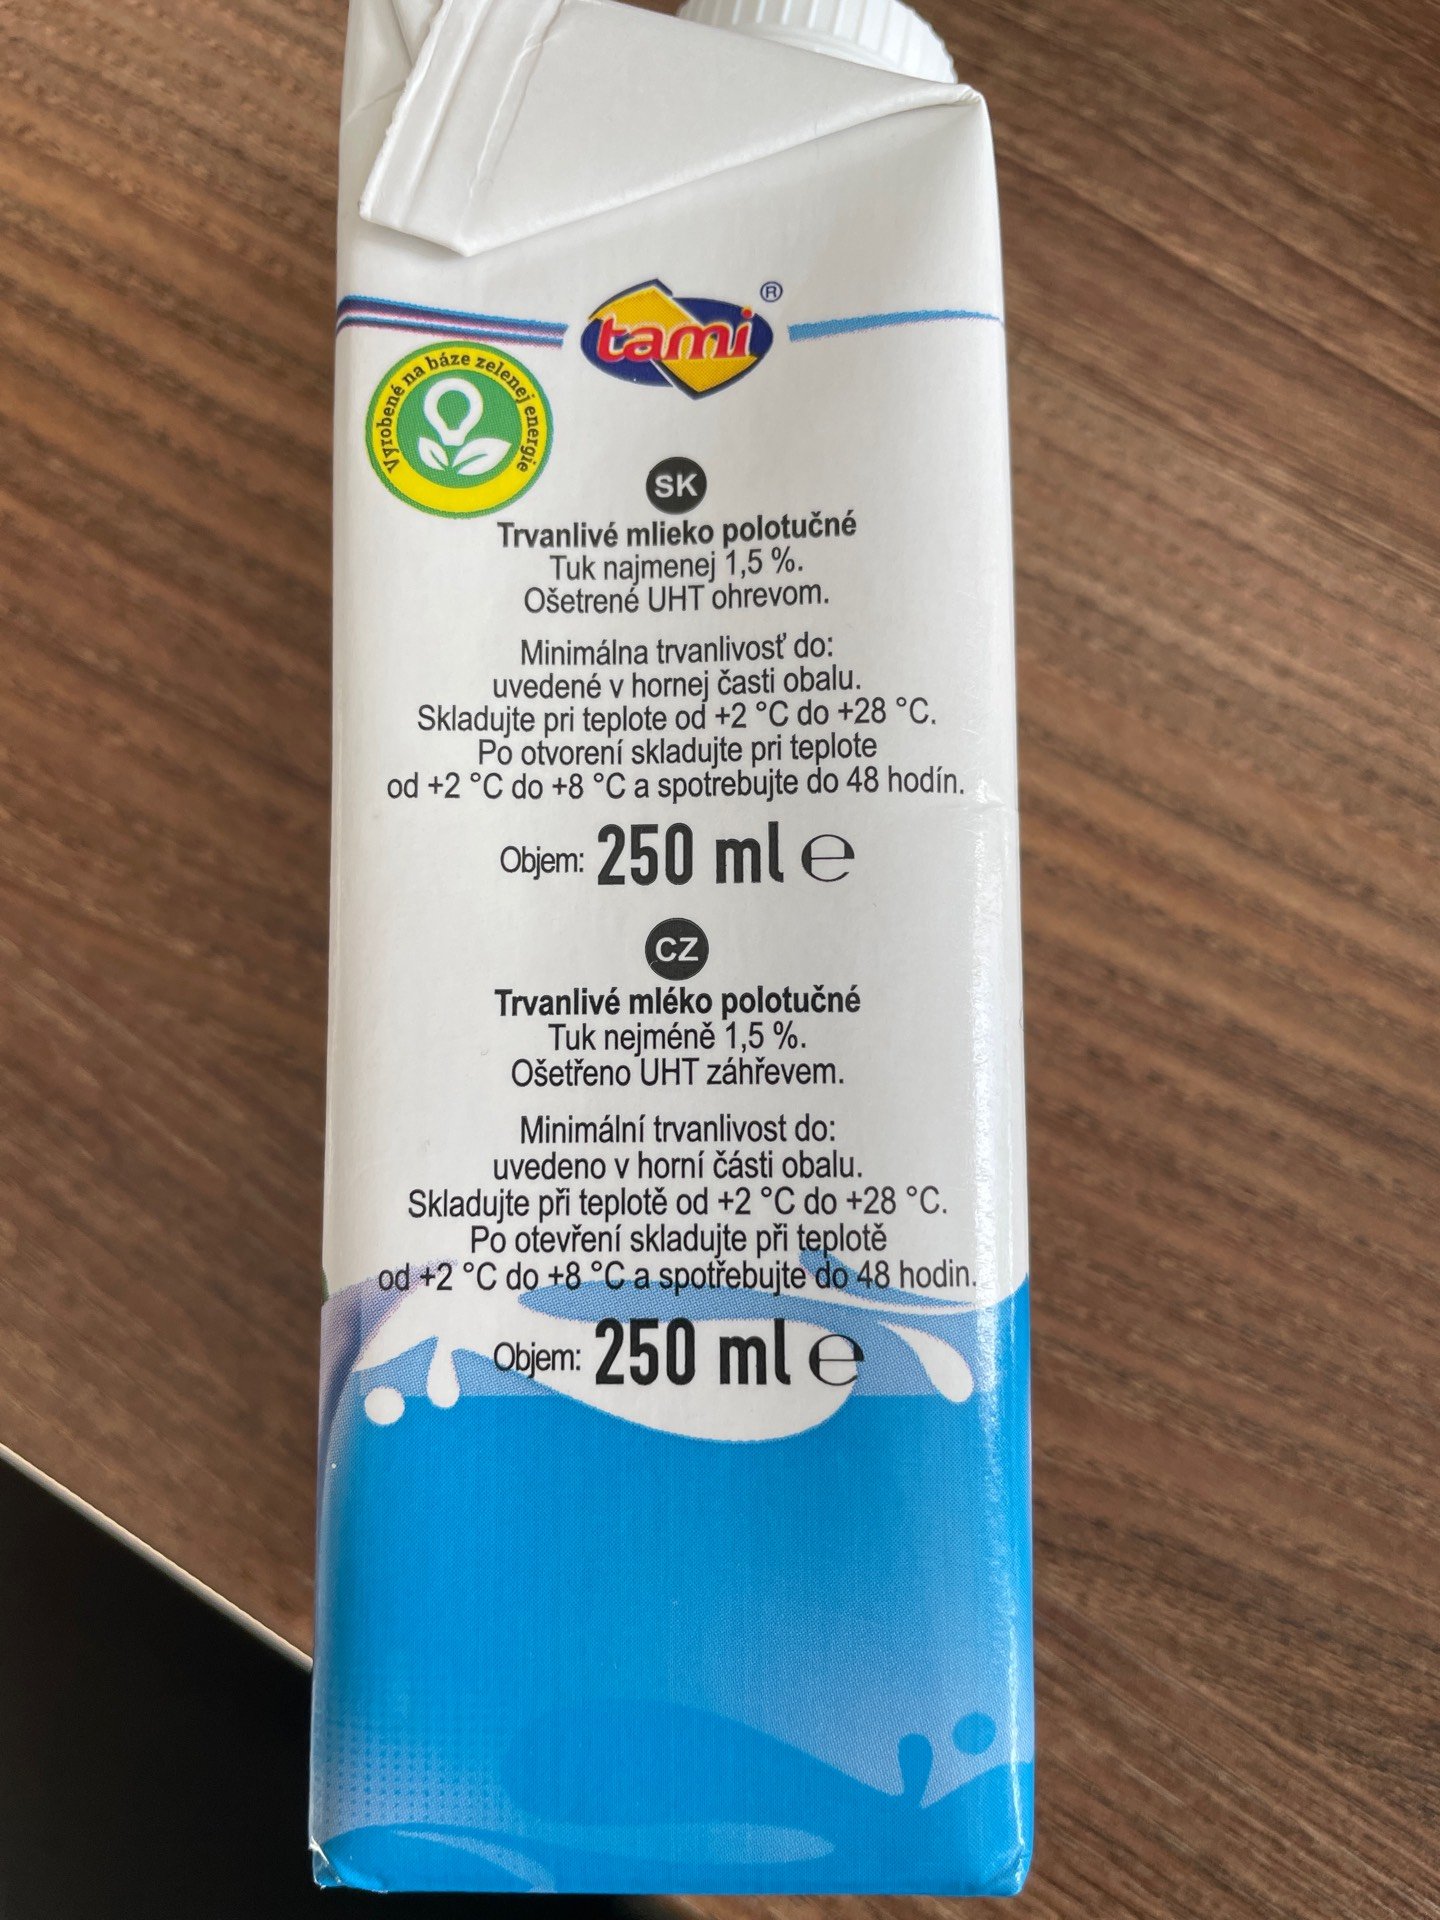 tami ®
Vyrobené na báze zelenej energie
SK
Trvanlivé mlieko polotučné
Tuk najmenej 1,5 %.
Ošetrené UHT ohrevom.
Minimálna trvanlivosť do:
uvedené v hornej časti obalu.
Skladujte pri teplote od +2 °C do +28 °C.
Po otvorení skladujte pri teplote
od +2 °C do +8 °C a spotrebujte do 48 hodín.
Objem: 250 ml ℮
CZ
Trvanlivé mléko polotučné
Tuk nejméně 1,5 %.
Ošetřeno UHT záhřevem.
Minimální trvanlivost do:
uvedeno v horní části obalu.
Skladujte při teplotě od +2 °C do +28 °C.
Po otevření skladujte při teplotě
od +2 °C do +8 °C a spotřebujte do 48 hodin.
Objem: 250 ml ℮